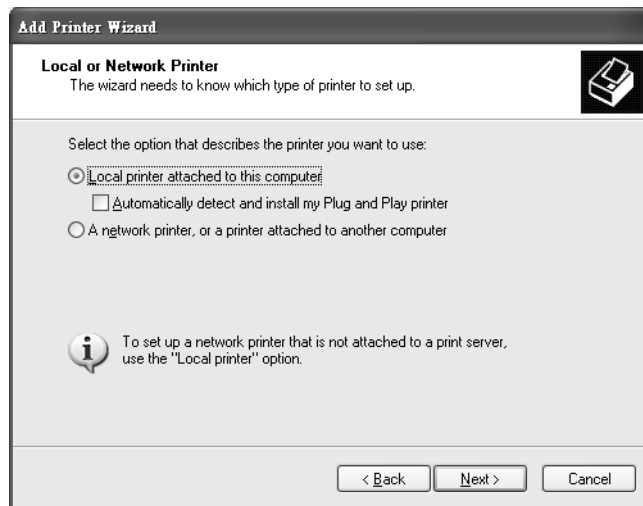 Add Printer Wizard
Local or Network Printer
The wizard needs to know which type of printer to set up.
Select the option that describes the printer you want to use:
Local printer attached to this computer
Automatically detect and install my Plug and Play printer
A network printer, or a printer attached to another computer
To set up a network printer that is not attached to a print server,
use the "Local printer" option.
< Back Next > Cancel